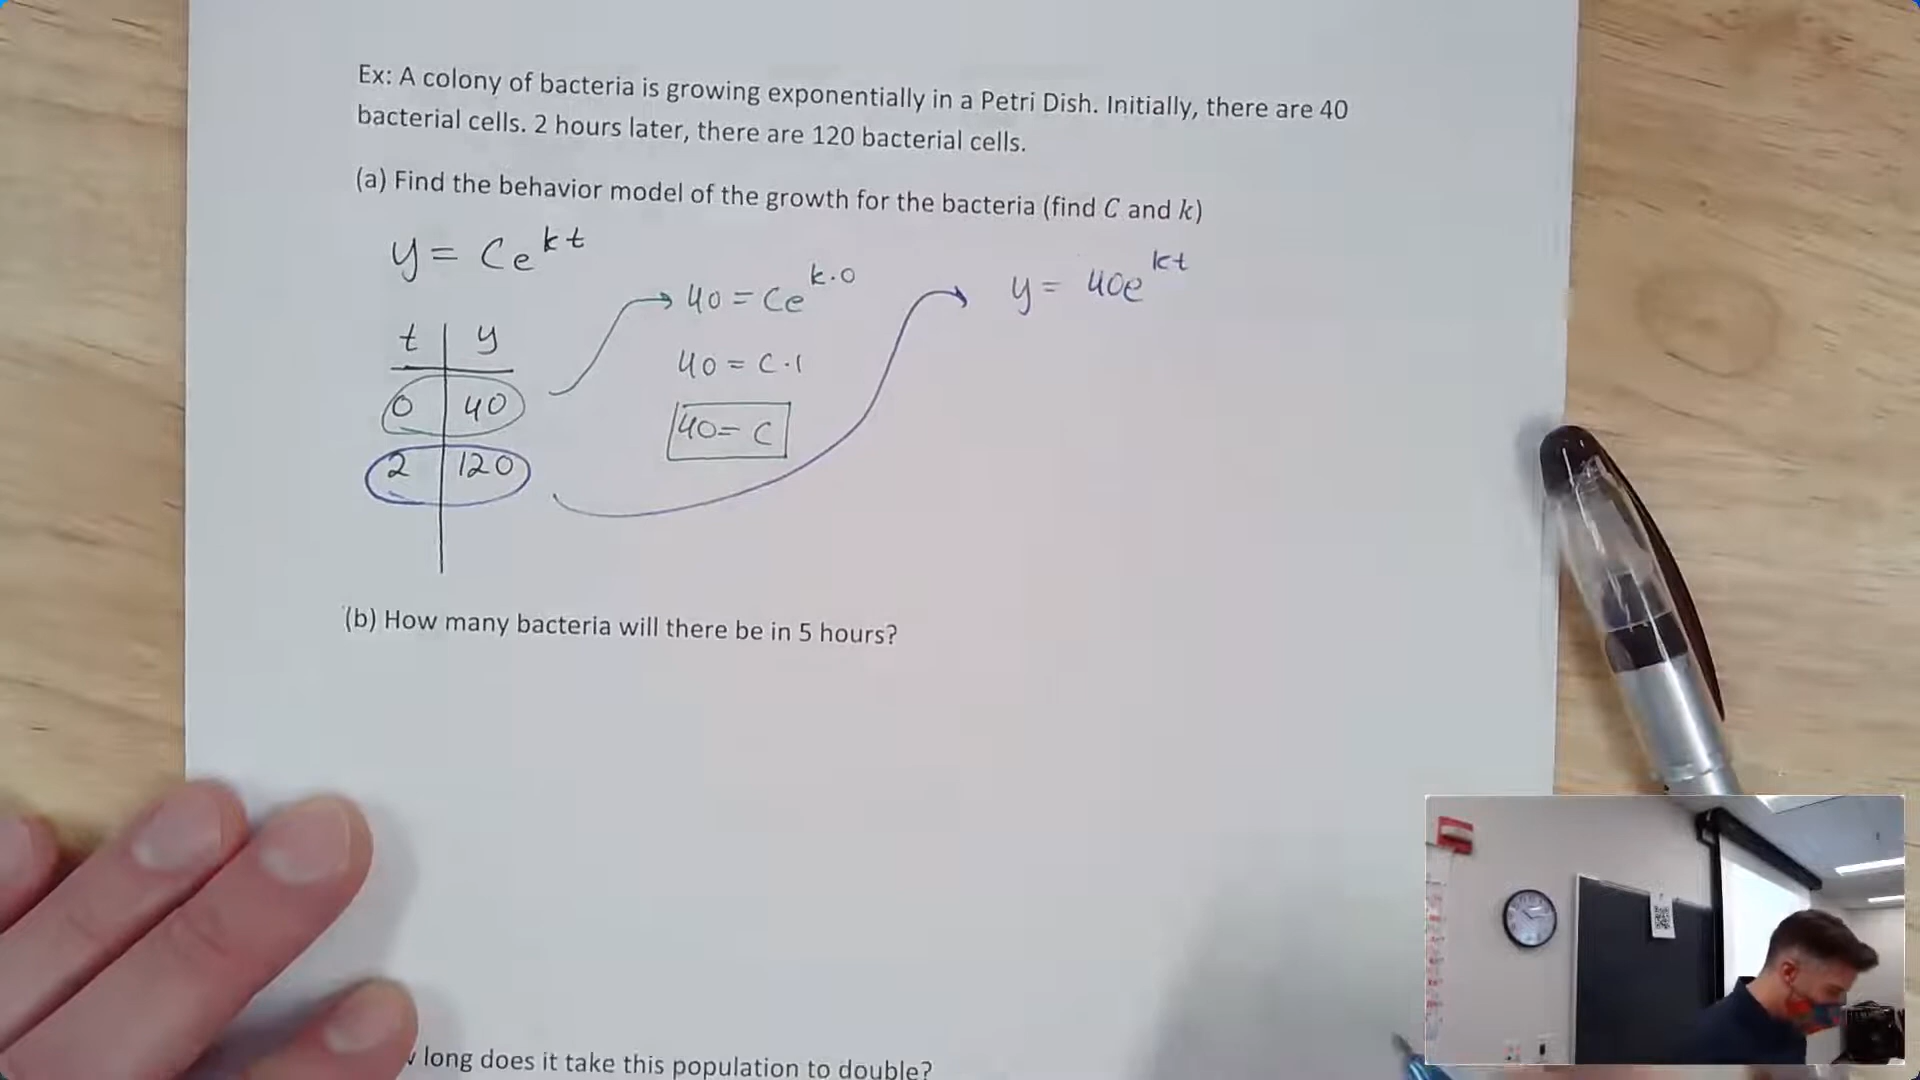 Ex: A colony of bacteria is growing exponentially in a Petri Dish. Initially, there are 40
bacterial cells. 2 hours later, there are 120 bacterial cells.
(a) Find the behavior model of the growth for the bacteria (find C and k)
y = Ce^kt
t y
0 40
2 120
40 = Ce^k·0
40 = C·1
40 = C
y = 40e^kt
(b) How many bacteria will there be in 5 hours?
long does it take this population to double?